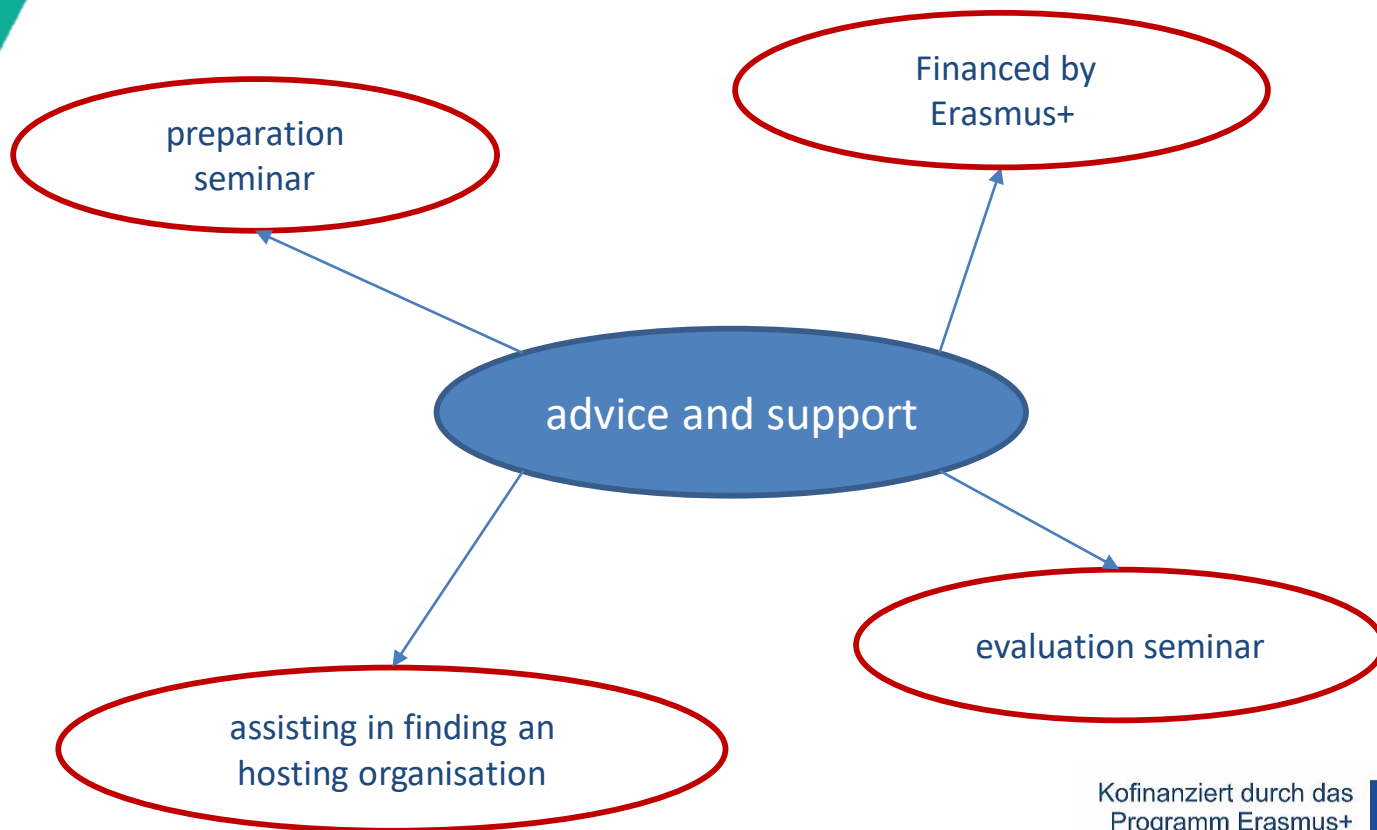 Financed by
Erasmus+
preparation
seminar
advice and support
evaluation seminar
assisting in finding an
hosting organisation
Kofinanziert durch das
Programm Erasmus+